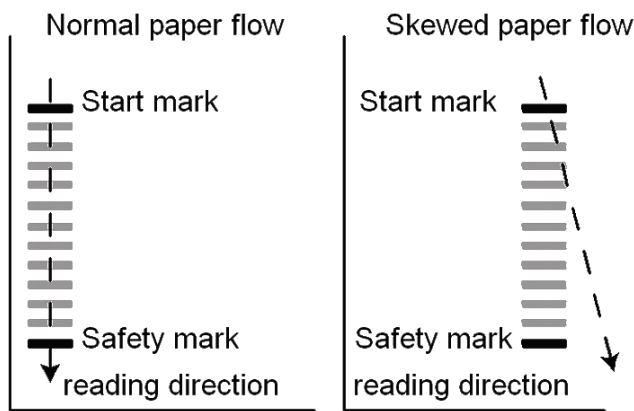 Normal paper flow
Start mark
Safety mark
reading direction
Skewed paper flow
Start mark
Safety mark
reading direction